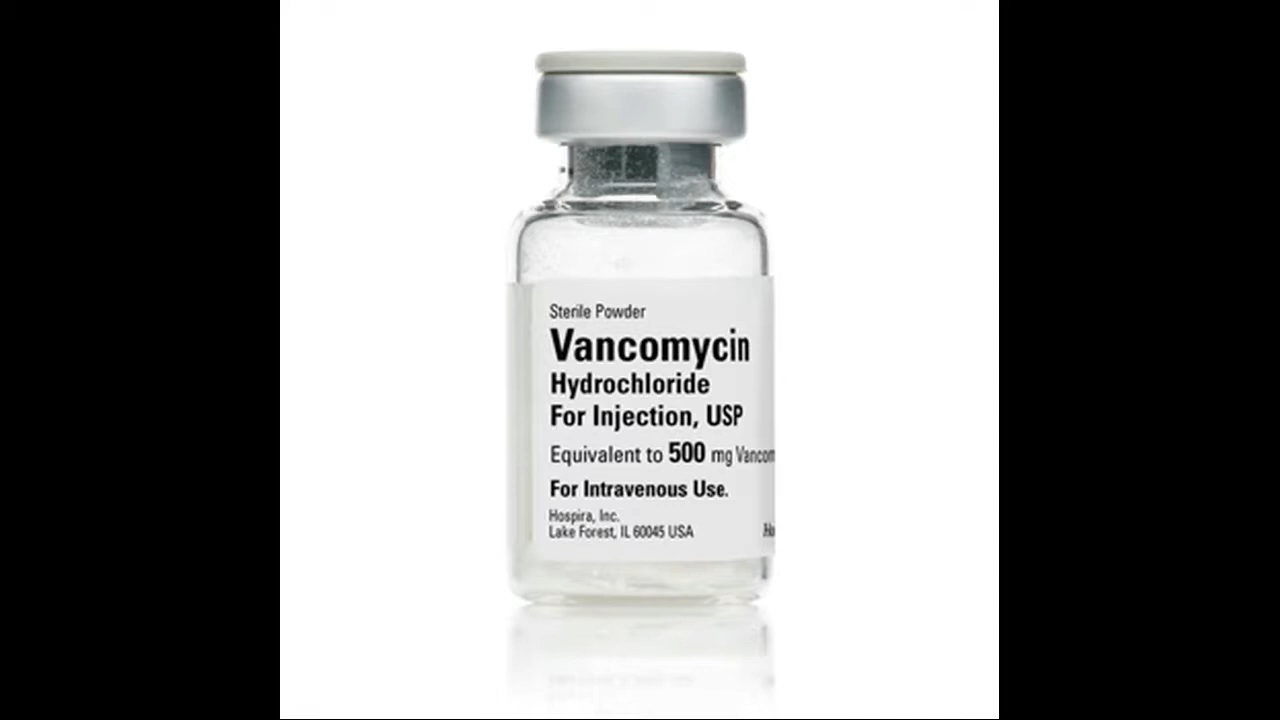 Sterile Powder
Vancomycin
Hydrochloride
For Injection, USP
Equivalent to 500 mg
For Intravenous Use.
Hospira, Inc.
Lake Forest, IL 60045 USA